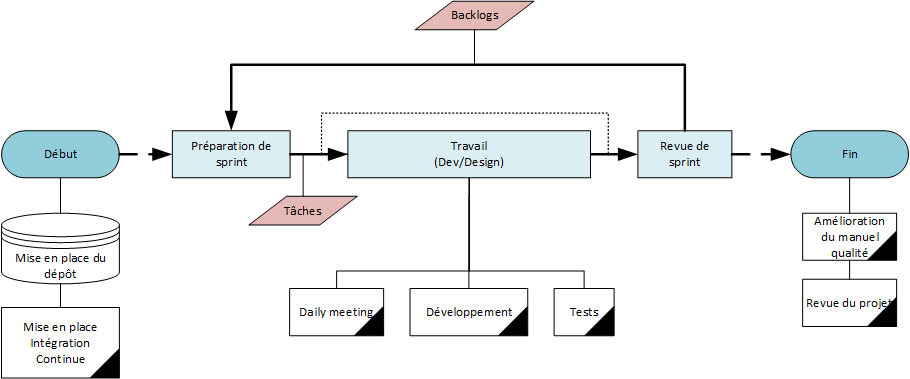 Backlogs
Début
Préparation de
sprint
Travail
(Dev/Design)
Revue de
sprint
Fin
Tâches
Mise en place du
dépôt
Mise en place
Intégration
Continue
Daily meeting
Développement
Tests
Amélioration
du manuel
qualité
Revue du projet